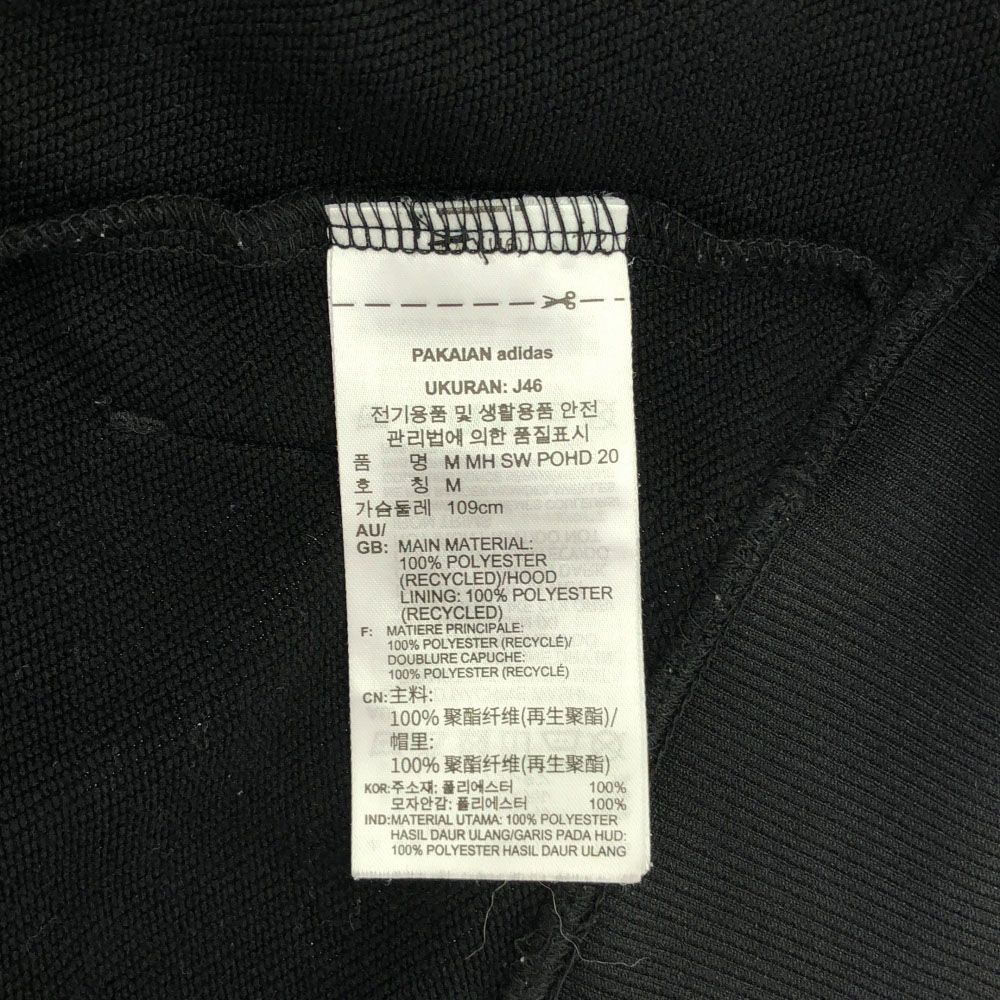 PAKAIAN adidas
UKURAN: J46
전기용품 및 생활용품 안전
관리법에 의한 품질표시
품 명 M MH SW POHD 20
호 칭 M
가슴둘레 109cm
AU/
GB: MAIN MATERIAL:
100% POLYESTER
(RECYCLED)/HOOD
LINING: 100% POLYESTER
(RECYCLED)
F: MATIERE PRINCIPALE:
100% POLYESTER (RECYCLÉ)/
DOUBLURE CAPUCHE:
100% POLYESTER (RECYCLÉ)
CN: 主料:
100% 聚酯纤维(再生聚酯)/
帽里:
100% 聚酯纤维(再生聚酯)
KOR: 주소재: 폴리에스터 100%
모자안감: 폴리에스터 100%
IND: MATERIAL UTAMA: 100% POLYESTER
HASIL DAUR ULANG/GARIS PADA HUD:
100% POLYESTER HASIL DAUR ULANG